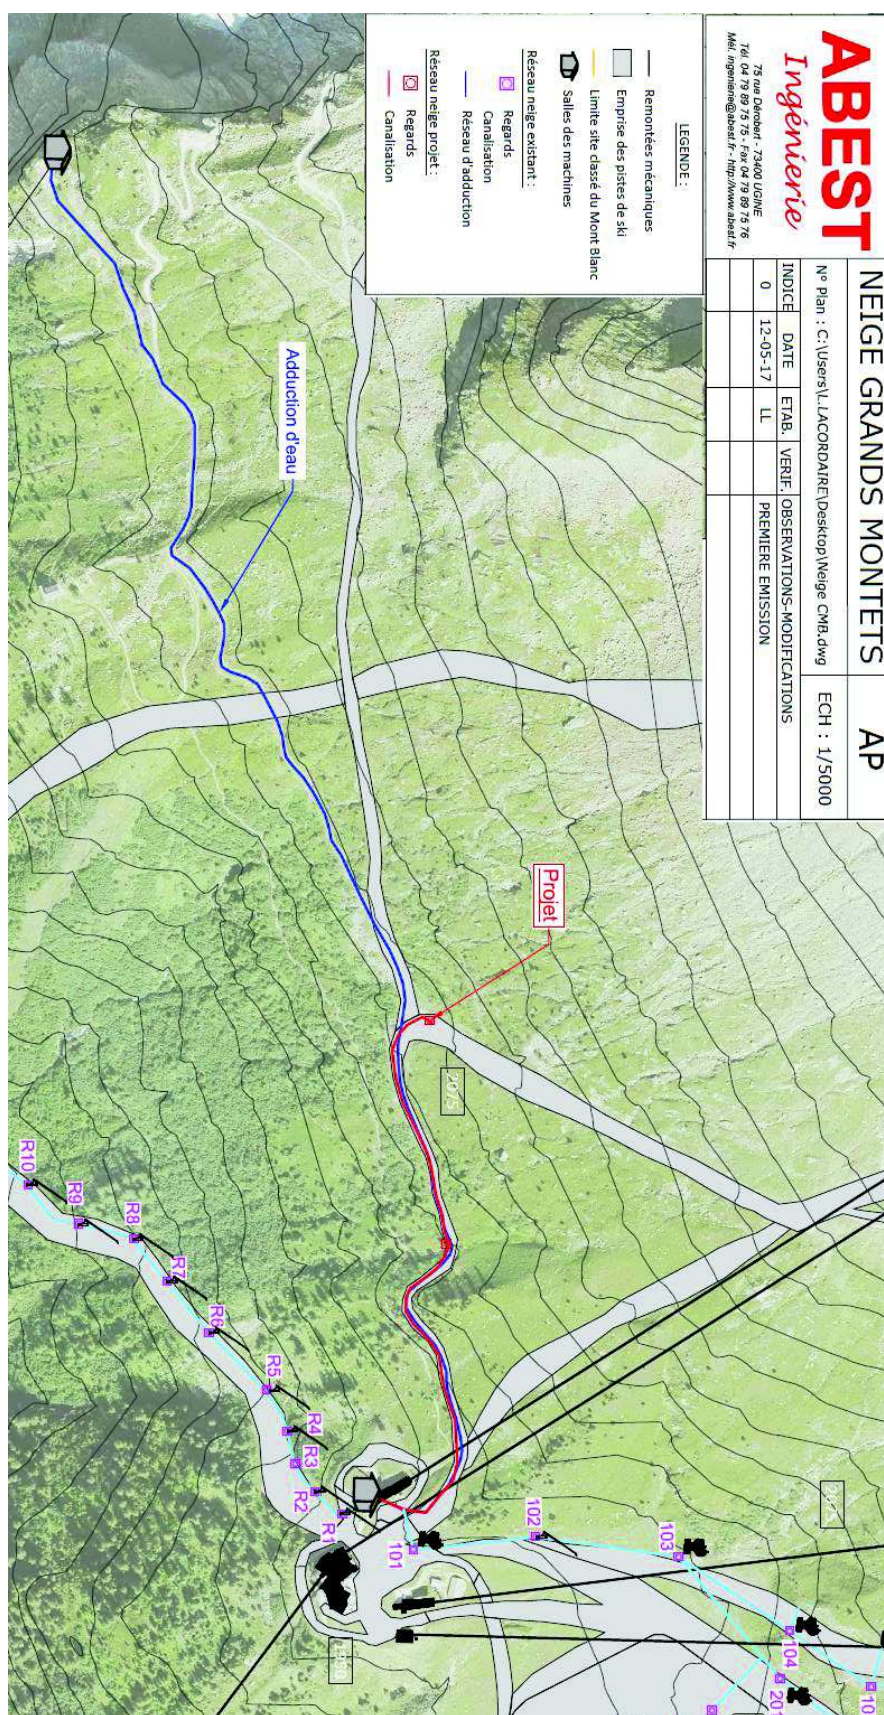 ABEST
Ingénierie
75 rue Dérobert - 73400 UGINE
Tél. 04 79 89 75 75 - Fax 04 79 89 75 76
Mél. ingenierie@abest.fr - http://www.abest.fr
NEIGE GRANDS MONTETS
AP
N° Plan : C:\Users\L.LACORDAIRE\Desktop\Neige CMB.dwg
ECH : 1/5000
INDICE DATE ETAB. VERIF. OBSERVATIONS-MODIFICATIONS
0 12-05-17 LL PREMIERE EMISSION
LEGENDE :
Remontées mécaniques
Emprise des pistes de ski
Limite site classé du Mont Blanc
Salles des machines
Réseau neige existant :
Regards
Canalisation
Réseau d'adduction
Réseau neige projet :
Regards
Canalisation
Adduction d'eau
Projet
2075
R10
R9
R8
R7
R6
R5
R4
R3
R2
R1
101
102
103
104
201
10